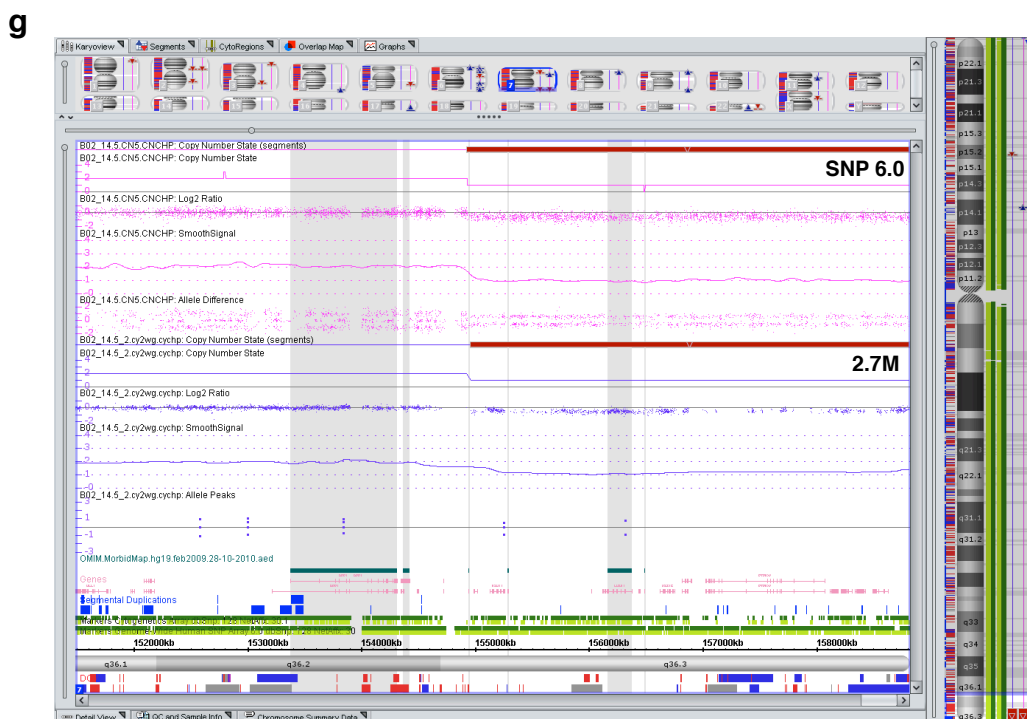 g
Karyoview Segments CytoRegions Overlap Map Graphs
7
B02_14.5.CN5.CNCHP: Copy Number State (segments)
B02_14.5.CN5.CNCHP: Copy Number State
SNP 6.0
B02_14.5.CN5.CNCHP: Log2 Ratio
B02_14.5.CN5.CNCHP: SmoothSignal
B02_14.5.CN5.CNCHP: Allele Difference
B02_14.5_2.cy2wg.cychp: Copy Number State (segments)
B02_14.5_2.cy2wg.cychp: Copy Number State
2.7M
B02_14.5_2.cy2wg.cychp: Log2 Ratio
B02_14.5_2.cy2wg.cychp: SmoothSignal
B02_14.5_2.cy2wg.cychp: Allele Peaks
OMIM.MorbidMap.hg19.feb2009.28-10-2010.aed
Genes
Segmental Duplications
152000kb 153000kb 154000kb 155000kb 156000kb 157000kb 158000kb
q36.1 q36.2 q36.3
7
Detail View QC and Sample Info Chromosome Summary Data
p22.1
p21.3
p21.1
p15.3
p15.2
p15.1
p14.3
p14.1
p13
p12.3
p12.1
p11.2
q21.3
q22.1
q31.1
q31.2
q33
q34
q35
q36.1
q36.3